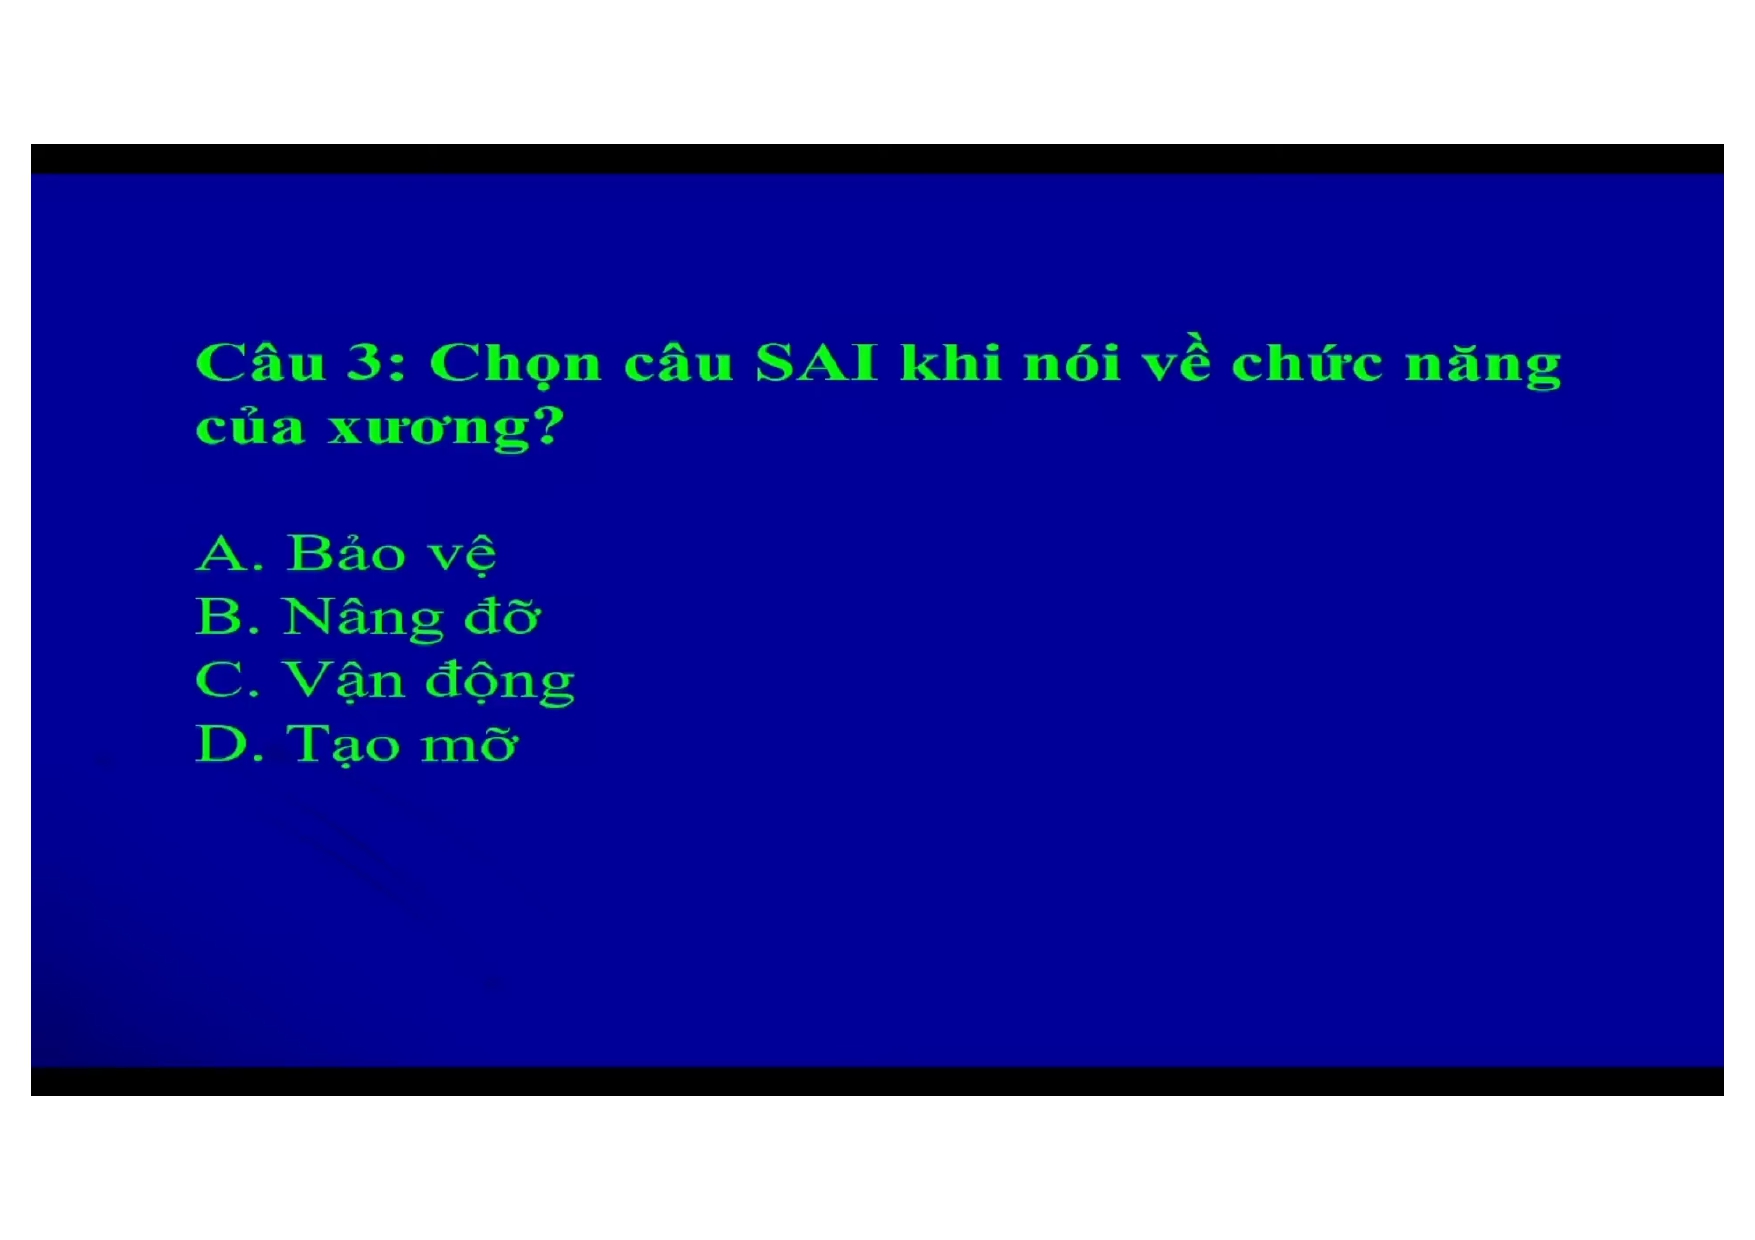 Câu 3: Chọn câu SAI khi nói về chức năng
của xương?
A. Bảo vệ
B. Nâng đỡ
C. Vận động
D. Tạo mỡ